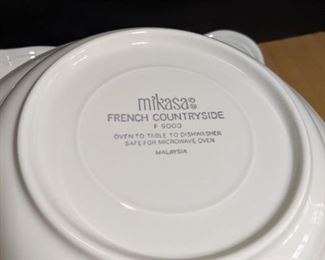 mikasa®
FRENCH COUNTRYSIDE
F 9000
OVEN TO TABLE TO DISHWASHER
SAFE FOR MICROWAVE OVEN
MALAYSIA